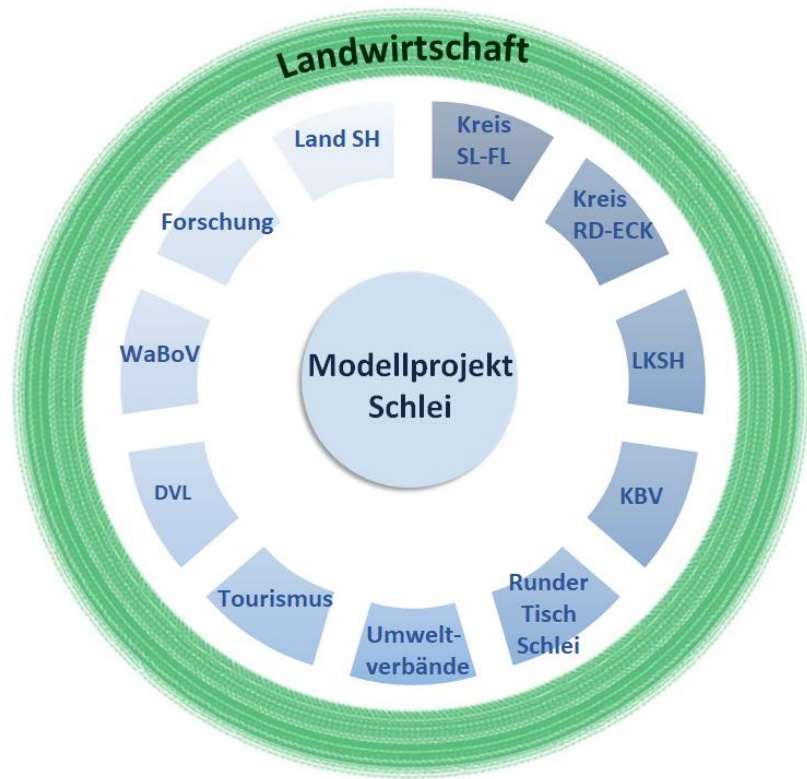 Landwirtschaft
Land SH
Kreis
SL-FL
Kreis
RD-ECK
Forschung
WaBoV
LKSH
Modellprojekt
Schlei
DVL
KBV
Tourismus
Umwelt-
verbände
Runder
Tisch
Schlei